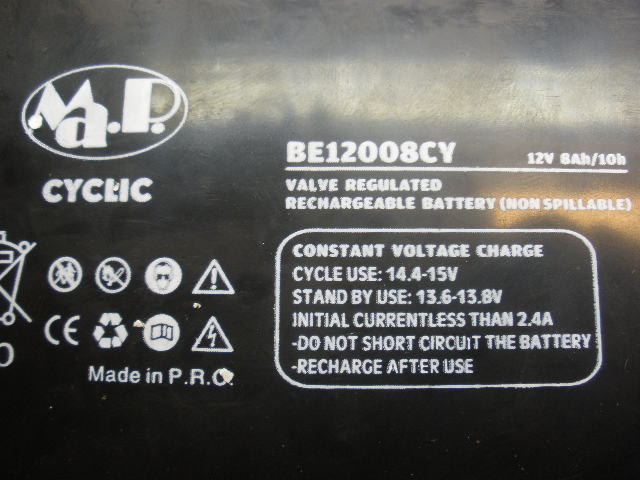 Ma.P.
CYCLIC
BE12008CY 12V 8Ah/10h
VALVE REGULATED
RECHARGEABLE BATTERY (NON SPILLABLE)
CONSTANT VOLTAGE CHARGE
CYCLE USE: 14.4-15V
STAND BY USE: 13.6-13.8V
INITIAL CURRENTLESS THAN 2.4A
-DO NOT SHORT CIRCUIT THE BATTERY
-RECHARGE AFTER USE
CE
Made in P.R.C.